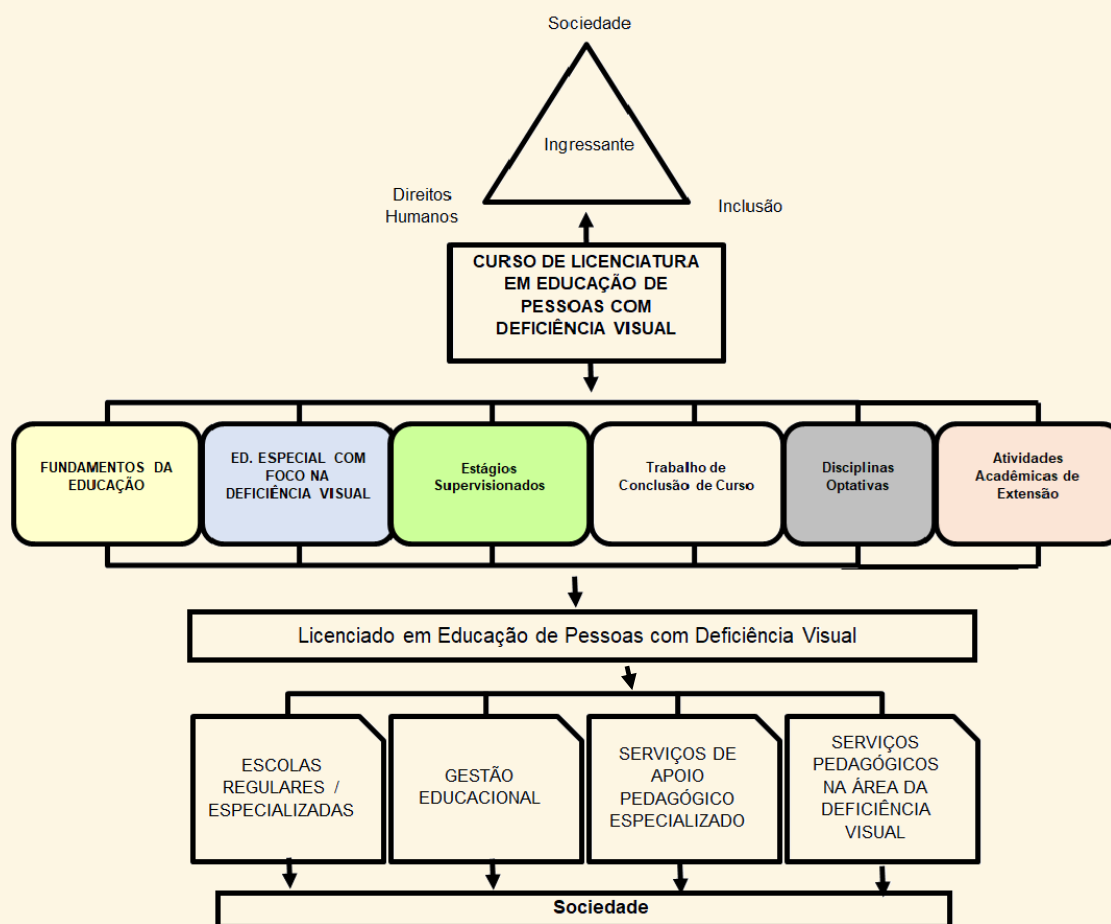 Sociedade
Ingressante
Direitos
Humanos
Inclusão
CURSO DE LICENCIATURA
EM EDUCAÇÃO DE
PESSOAS COM
DEFICIÊNCIA VISUAL
FUNDAMENTOS DA
EDUCAÇÃO
ED. ESPECIAL COM
FOCO NA
DEFICIÊNCIA VISUAL
Estágios
Supervisionados
Trabalho de
Conclusão de Curso
Disciplinas
Optativas
Atividades
Acadêmicas de
Extensão
Licenciado em Educação de Pessoas com Deficiência Visual
ESCOLAS
REGULARES /
ESPECIALIZADAS
GESTÃO
EDUCACIONAL
SERVIÇOS DE
APOIO
PEDAGÓGICO
ESPECIALIZADO
SERVIÇOS
PEDAGÓGICOS
NA ÁREA DA
DEFICIÊNCIA
VISUAL
Sociedade